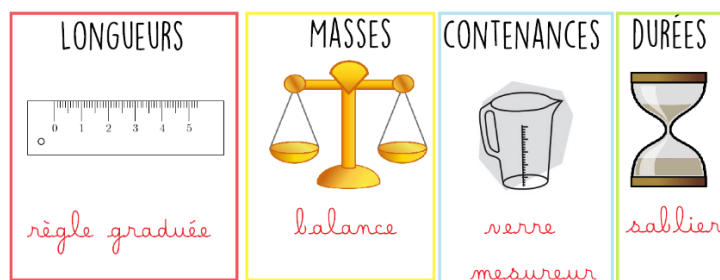 LONGUEURS
0 1 2 3 4 5
règle graduée
MASSES
balance
CONTENANCES
verre
mesureur
DURÉES
sablier